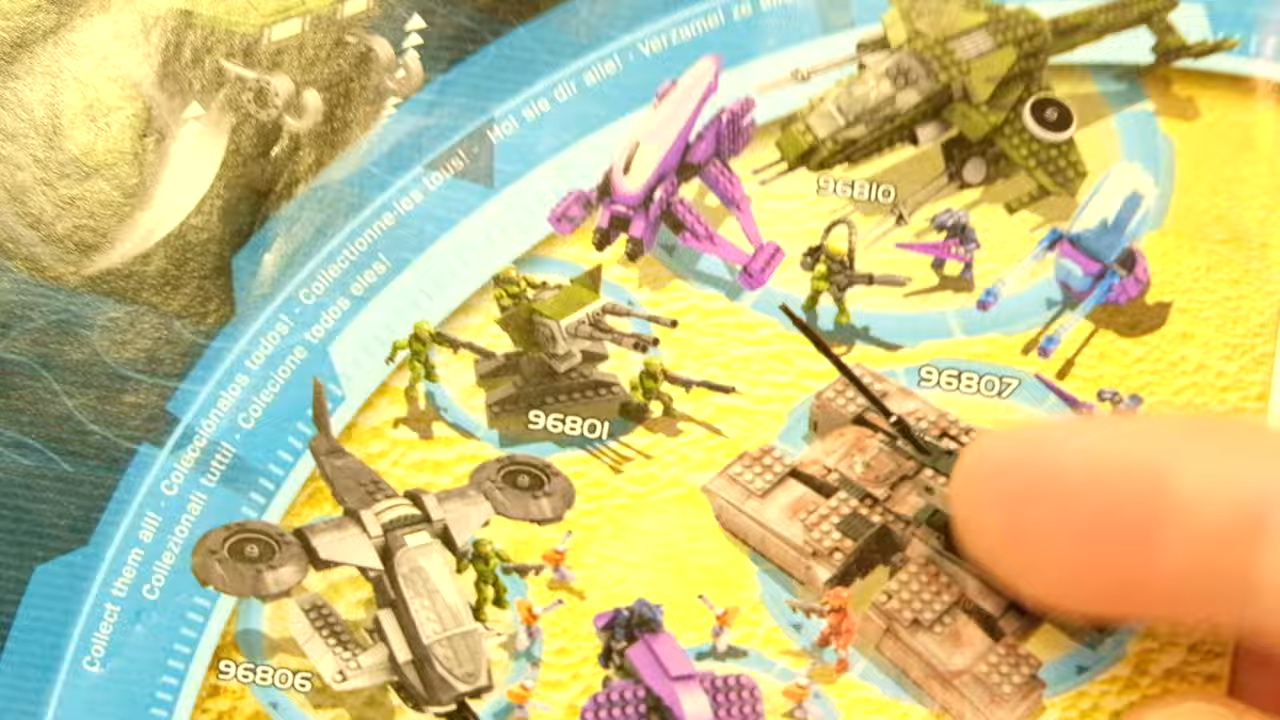 Collect them all! · Coleccionalos todos! · Collectionne-les tous! · Hol sie dir alle! · Verzamel ze
Collezionali tutti! · Colecione todos eles!
96810
96807
96801
96806